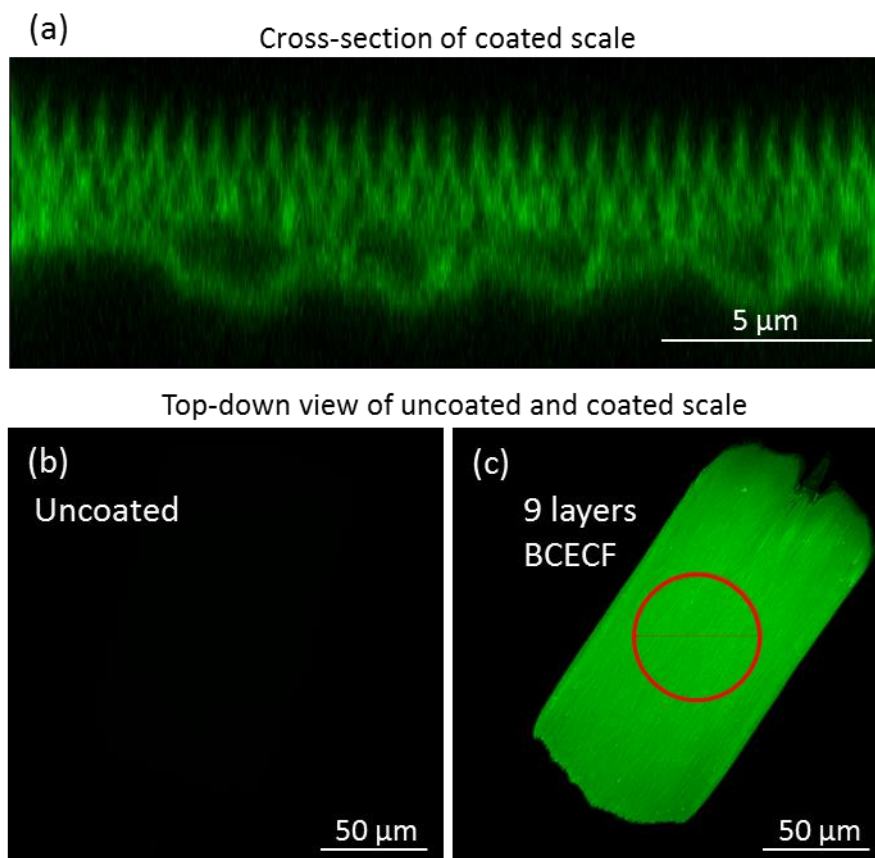 (a)
Cross-section of coated scale
5 µm
Top-down view of uncoated and coated scale
(b)
Uncoated
50 µm
(c)
9 layers
BCECF
50 µm